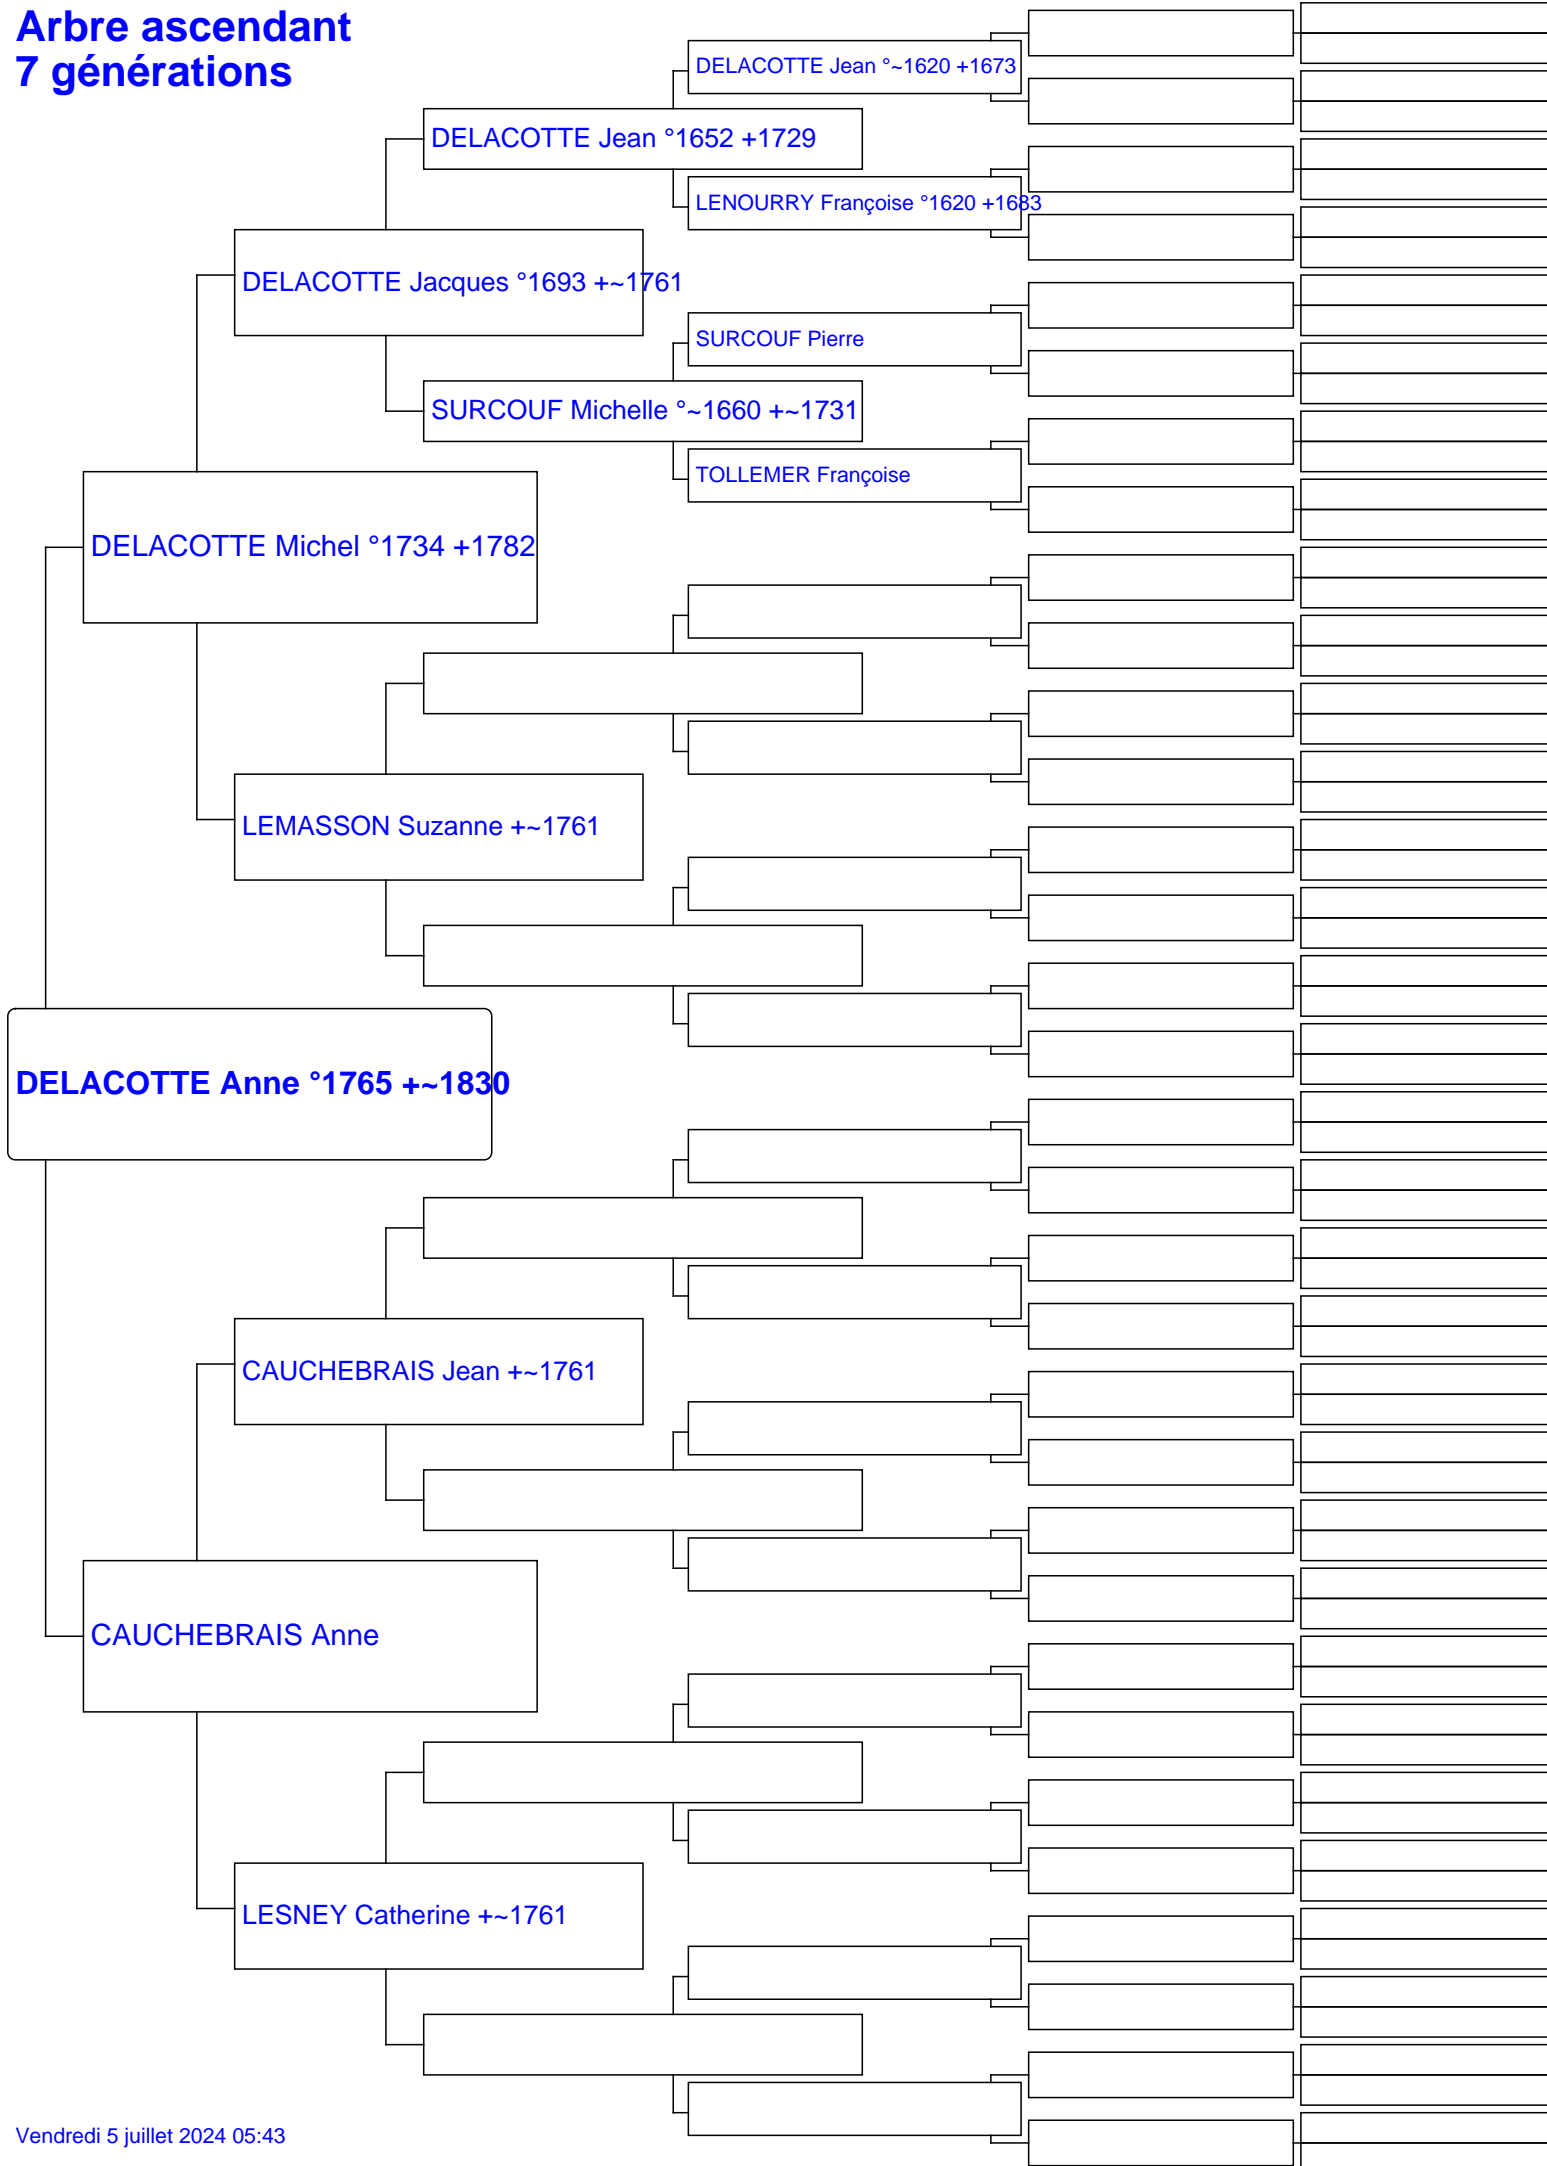 Arbre ascendant
7 générations
DELACOTTE Jean °~1620 +1673
DELACOTTE Jean °1652 +1729
LENOURRY Françoise °1620 +1683
DELACOTTE Jacques °1693 +~1761
SURCOUF Pierre
SURCOUF Michelle °~1660 +~1731
TOLLEMER Françoise
DELACOTTE Michel °1734 +1782
LEMASSON Suzanne +~1761
DELACOTTE Anne °1765 +~1830
CAUCHEBRAIS Jean +~1761
CAUCHEBRAIS Anne
LESNEY Catherine +~1761
Vendredi 5 juillet 2024 05:43